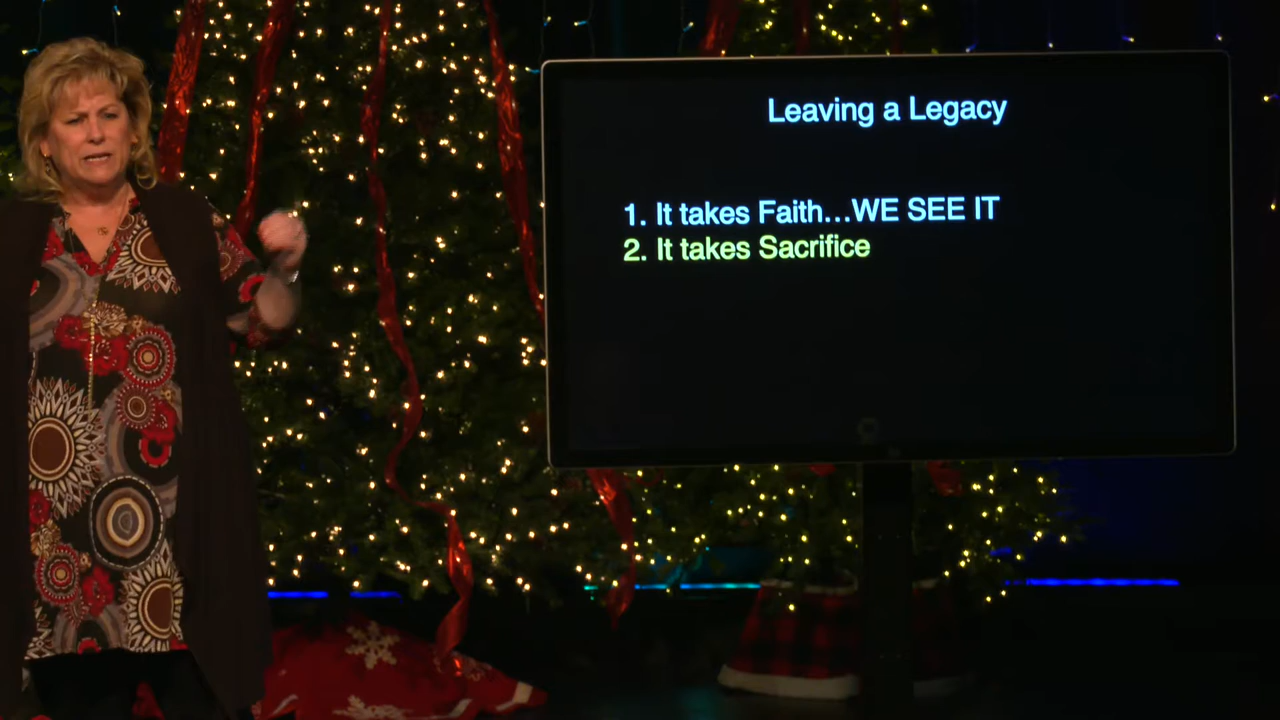 Leaving a Legacy
1. It takes Faith...WE SEE IT
2. It takes Sacrifice